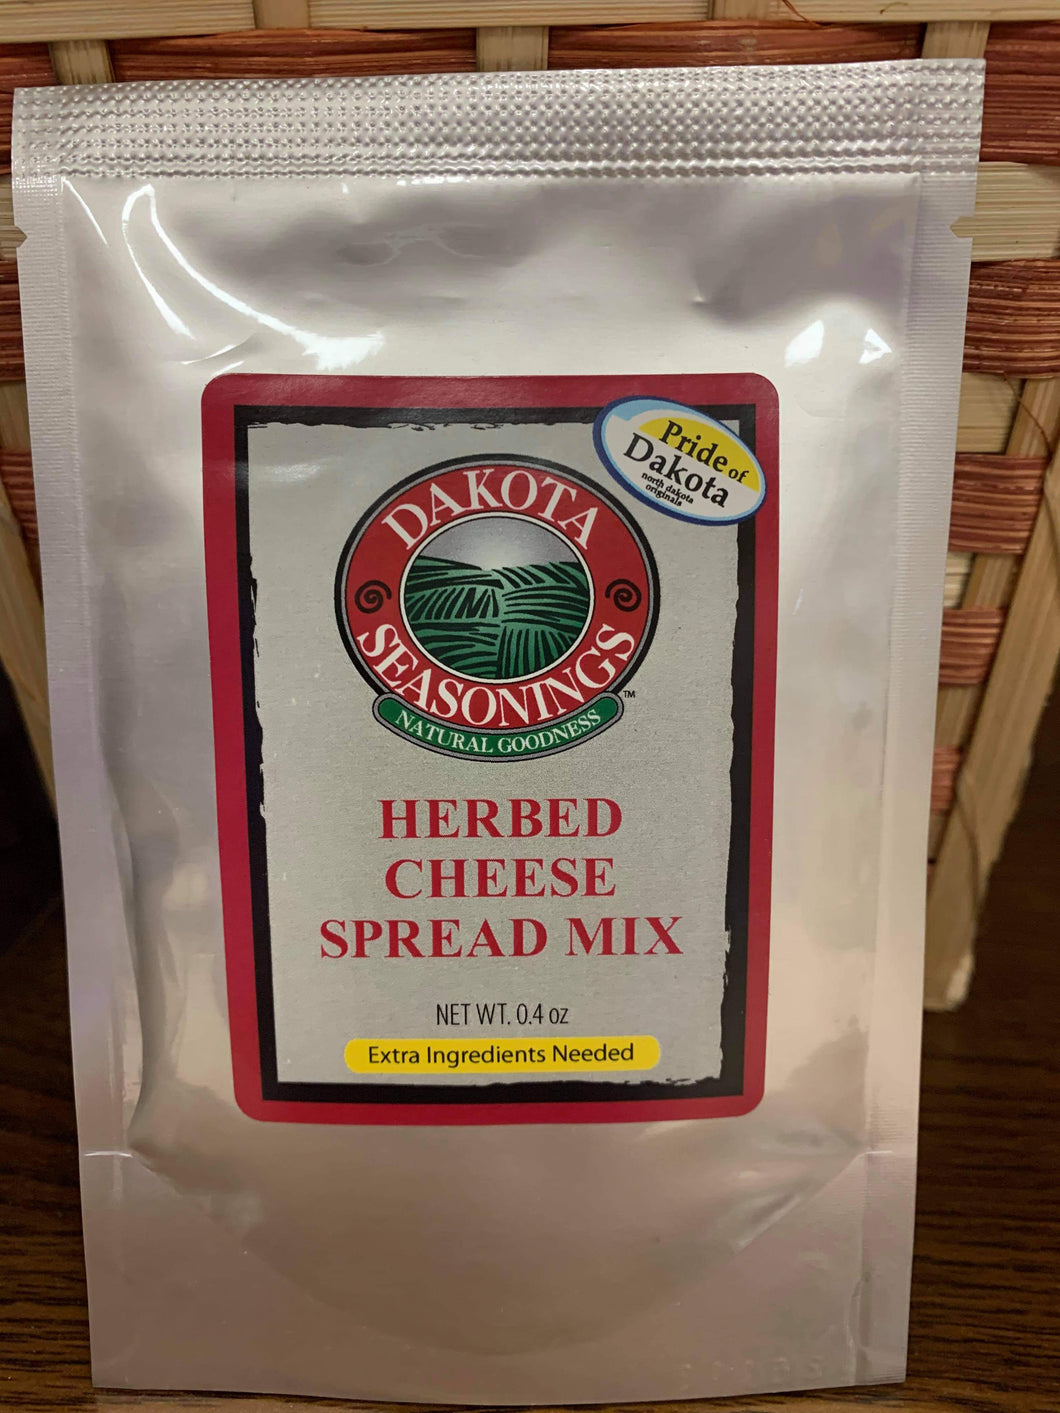 Pride of
Dakota
north dakota
originals
DAKOTA
SEASONINGS
TM
NATURAL GOODNESS
HERBED
CHEESE
SPREAD MIX
NET WT. 0.4 oz
Extra Ingredients Needed